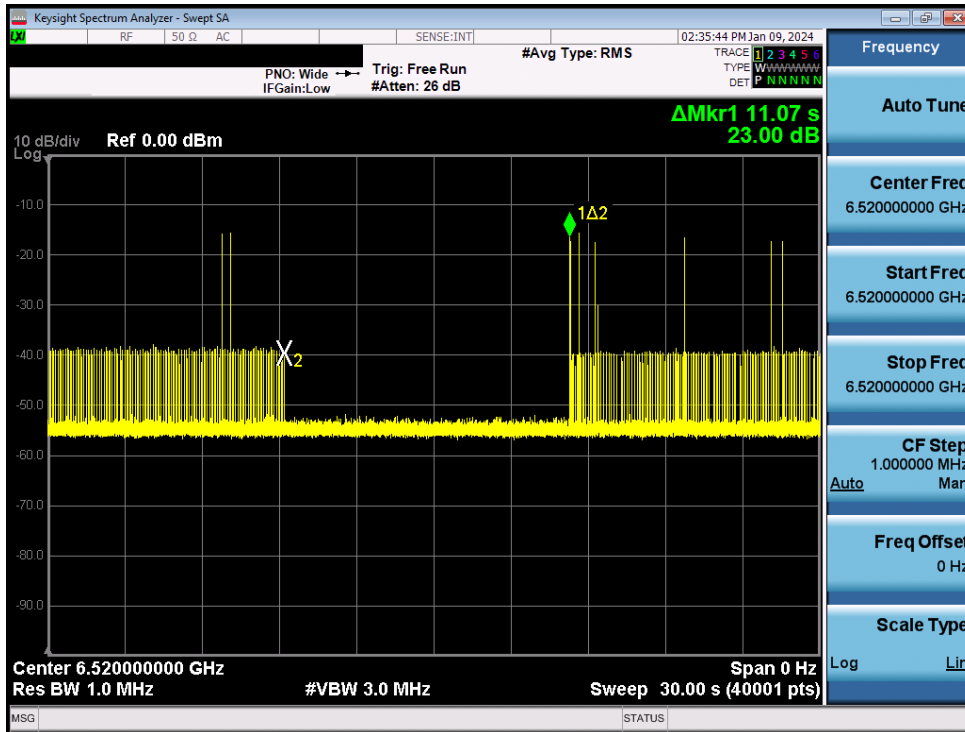 Keysight Spectrum Analyzer - Swept SA
LXI RF 50 Ω AC SENSE:INT 02:35:44 PM Jan 09, 2024
#Avg Type: RMS
TRACE 1 2 3 4 5 6
TYPE WWWWWW
DET P N N N N N
PNO: Wide
IFGain:Low
Trig: Free Run
#Atten: 26 dB
ΔMkr1 11.07 s
23.00 dB
10 dB/div Ref 0.00 dBm
Log
1Δ2
-10.0
-20.0
-30.0
-40.0
X2
-50.0
-60.0
-70.0
-80.0
-90.0
Center 6.520000000 GHz Span 0 Hz
Res BW 1.0 MHz #VBW 3.0 MHz Sweep 30.00 s (40001 pts)
MSG STATUS
Frequency
Auto Tune
Center Freq
6.520000000 GHz
Start Freq
6.520000000 GHz
Stop Freq
6.520000000 GHz
CF Step
1.000000 MHz
Auto Man
Freq Offset
0 Hz
Scale Type
Log Lin